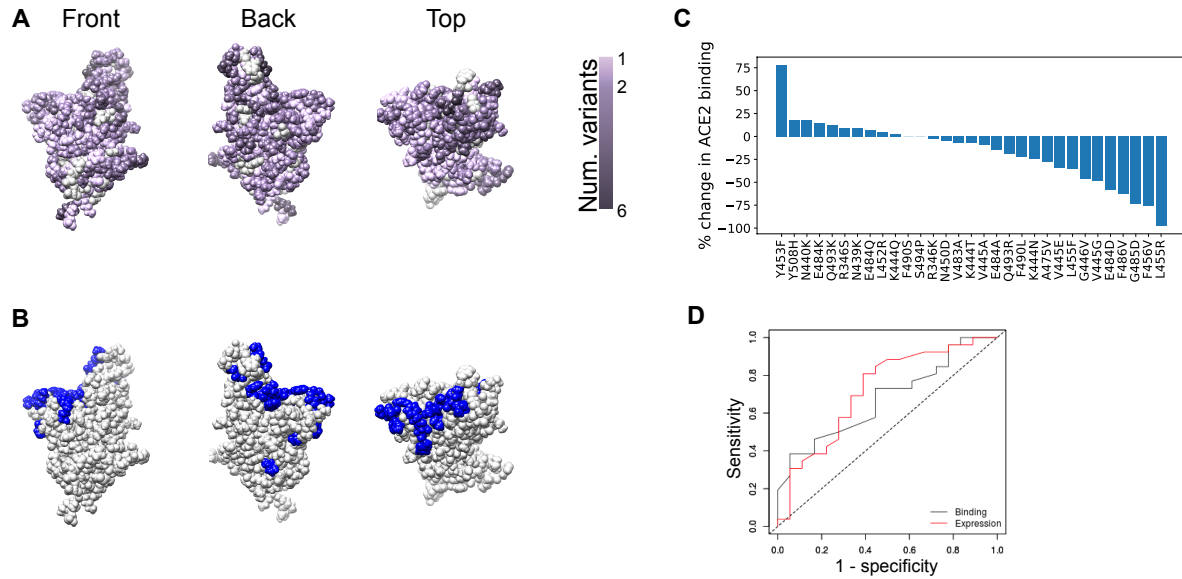 A
Front
Back
Top
Num. variants
1
2
6
B
C
% change in ACE2 binding
75
50
25
0
−25
−50
−75
−100
Y453F
Y508H
N440K
E484K
Q493K
R346S
N439K
E484Q
L452R
K444Q
F490S
S494P
R346K
N450D
V483A
K444T
V445A
E484A
Q493R
F490L
K444N
A475V
V445E
L455F
G446V
V445G
E484D
F486V
G485D
F456V
L455R
D
Sensitivity
1.0
0.8
0.6
0.4
0.2
0.0
Binding
Expression
0.0 0.2 0.4 0.6 0.8 1.0
1 - specificity